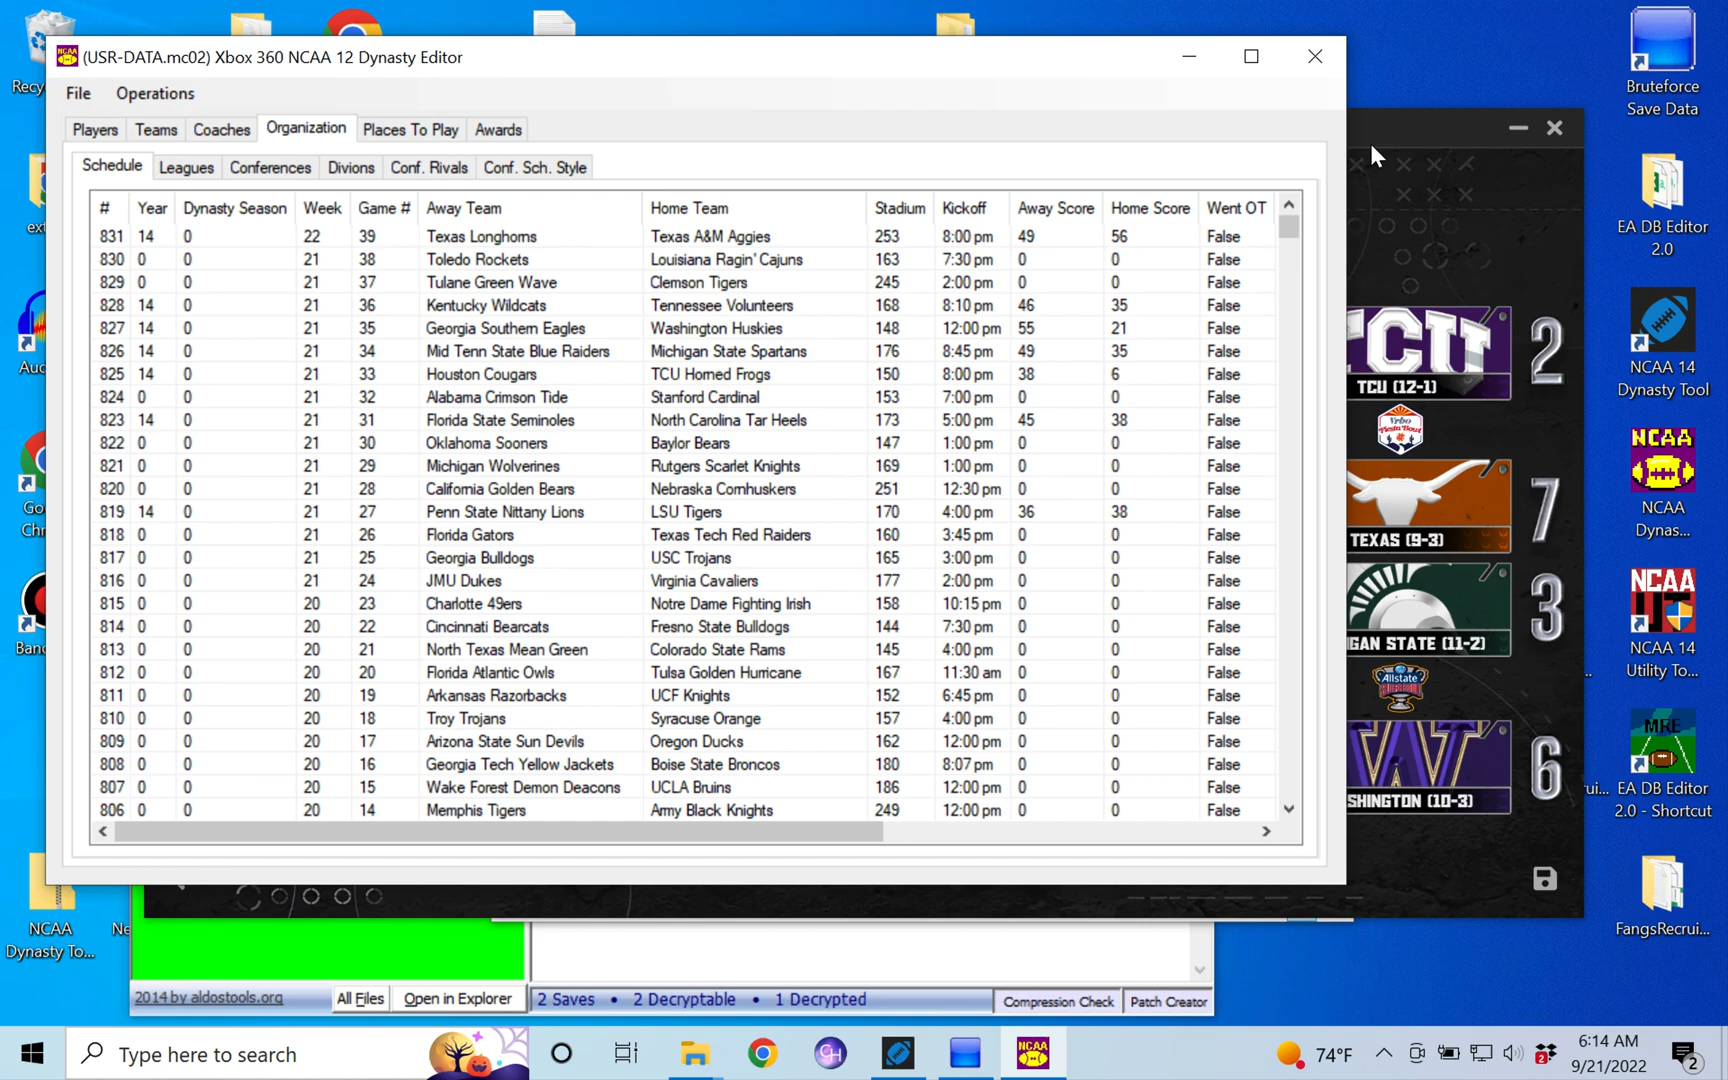 (USR-DATA.mc02) Xbox 360 NCAA 12 Dynasty Editor
File Operations
Players Teams Coaches Organization Places To Play Awards
Schedule Leagues Conferences Divions Conf. Rivals Conf. Sch. Style
# Year Dynasty Season Week Game # Away Team Home Team Stadium Kickoff Away Score Home Score Went OT
831 14 0 22 39 Texas Longhorns Texas A&M Aggies 253 8:00 pm 49 56 False
830 0 0 21 38 Toledo Rockets Louisiana Ragin' Cajuns 163 7:30 pm 0 0 False
829 0 0 21 37 Tulane Green Wave Clemson Tigers 245 2:00 pm 0 0 False
828 14 0 21 36 Kentucky Wildcats Tennessee Volunteers 168 8:10 pm 46 35 False
827 14 0 21 35 Georgia Southern Eagles Washington Huskies 148 12:00 pm 55 21 False
826 14 0 21 34 Mid Tenn State Blue Raiders Michigan State Spartans 176 8:45 pm 49 35 False
825 14 0 21 33 Houston Cougars TCU Horned Frogs 150 8:00 pm 38 6 False
824 0 0 21 32 Alabama Crimson Tide Stanford Cardinal 153 7:00 pm 0 0 False
823 14 0 21 31 Florida State Seminoles North Carolina Tar Heels 173 5:00 pm 45 38 False
822 0 0 21 30 Oklahoma Sooners Baylor Bears 147 1:00 pm 0 0 False
821 0 0 21 29 Michigan Wolverines Rutgers Scarlet Knights 169 1:00 pm 0 0 False
820 0 0 21 28 California Golden Bears Nebraska Cornhuskers 251 12:30 pm 0 0 False
819 14 0 21 27 Penn State Nittany Lions LSU Tigers 170 4:00 pm 36 38 False
818 0 0 21 26 Florida Gators Texas Tech Red Raiders 160 3:45 pm 0 0 False
817 0 0 21 25 Georgia Bulldogs USC Trojans 165 3:00 pm 0 0 False
816 0 0 21 24 JMU Dukes Virginia Cavaliers 177 2:00 pm 0 0 False
815 0 0 20 23 Charlotte 49ers Notre Dame Fighting Irish 158 10:15 pm 0 0 False
814 0 0 20 22 Cincinnati Bearcats Fresno State Bulldogs 144 7:30 pm 0 0 False
813 0 0 20 21 North Texas Mean Green Colorado State Rams 145 4:00 pm 0 0 False
812 0 0 20 20 Florida Atlantic Owls Tulsa Golden Hurricane 167 11:30 am 0 0 False
811 0 0 20 19 Arkansas Razorbacks UCF Knights 152 6:45 pm 0 0 False
810 0 0 20 18 Troy Trojans Syracuse Orange 157 4:00 pm 0 0 False
809 0 0 20 17 Arizona State Sun Devils Oregon Ducks 162 12:00 pm 0 0 False
808 0 0 20 16 Georgia Tech Yellow Jackets Boise State Broncos 180 8:07 pm 0 0 False
807 0 0 20 15 Wake Forest Demon Deacons UCLA Bruins 186 12:00 pm 0 0 False
806 0 0 20 14 Memphis Tigers Army Black Knights 249 12:00 pm 0 0 False
TCU
2
TCU (12-1)
Vrbo
Fiesta Bowl
7
TEXAS (9-3)
3
IGAN STATE (11-2)
Allstate
6
SHINGTON (10-3)
Bruteforce
Save Data
EA DB Editor
2.0
NCAA 14
Dynasty Tool
NCAA
NCAA
Dynas...
NCAA
NCAA 14
Utility To...
MRE
EA DB Editor
2.0 - Shortcut
FangsRecrui...
Recy
ext
Aud
Go
Chr
Banc
NCAA
Dynasty To...
Ne
2014 by aldostools.org All Files Open in Explorer 2 Saves • 2 Decryptable • 1 Decrypted Compression Check Patch Creator
Type here to search
CH
NCAA
74°F
2
6:14 AM
9/21/2022
2